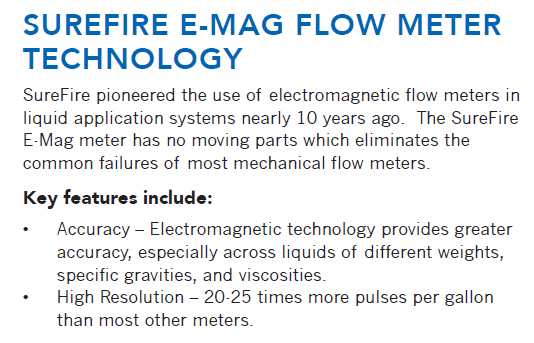 SUREFIRE E-MAG FLOW METER
TECHNOLOGY
SureFire pioneered the use of electromagnetic flow meters in
liquid application systems nearly 10 years ago. The SureFire
E-Mag meter has no moving parts which eliminates the
common failures of most mechanical flow meters.
Key features include:
• Accuracy – Electromagnetic technology provides greater
accuracy, especially across liquids of different weights,
specific gravities, and viscosities.
• High Resolution – 20-25 times more pulses per gallon
than most other meters.